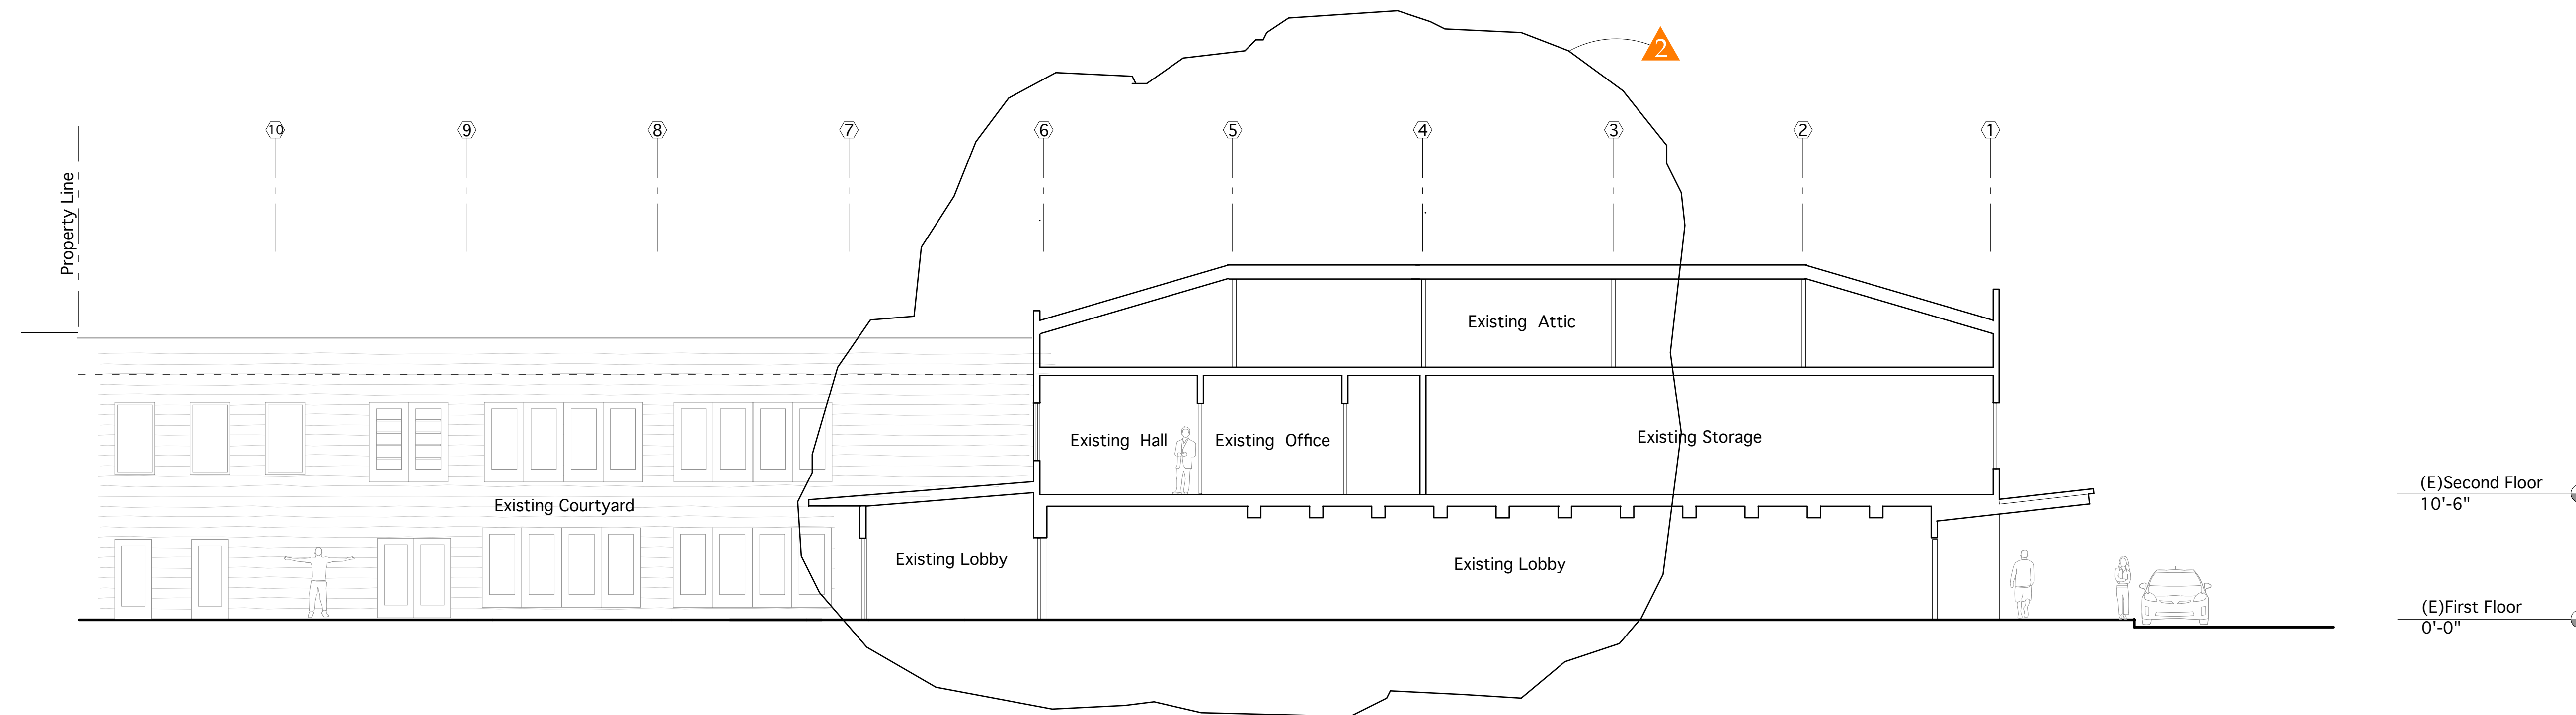 2
10
9
8
7
6
5
4
3
2
1
Property Line
Existing Attic
Existing Hall
Existing Office
Existing Storage
Existing Courtyard
(E)Second Floor
10'-6"
Existing Lobby
Existing Lobby
(E)First Floor
0'-0"